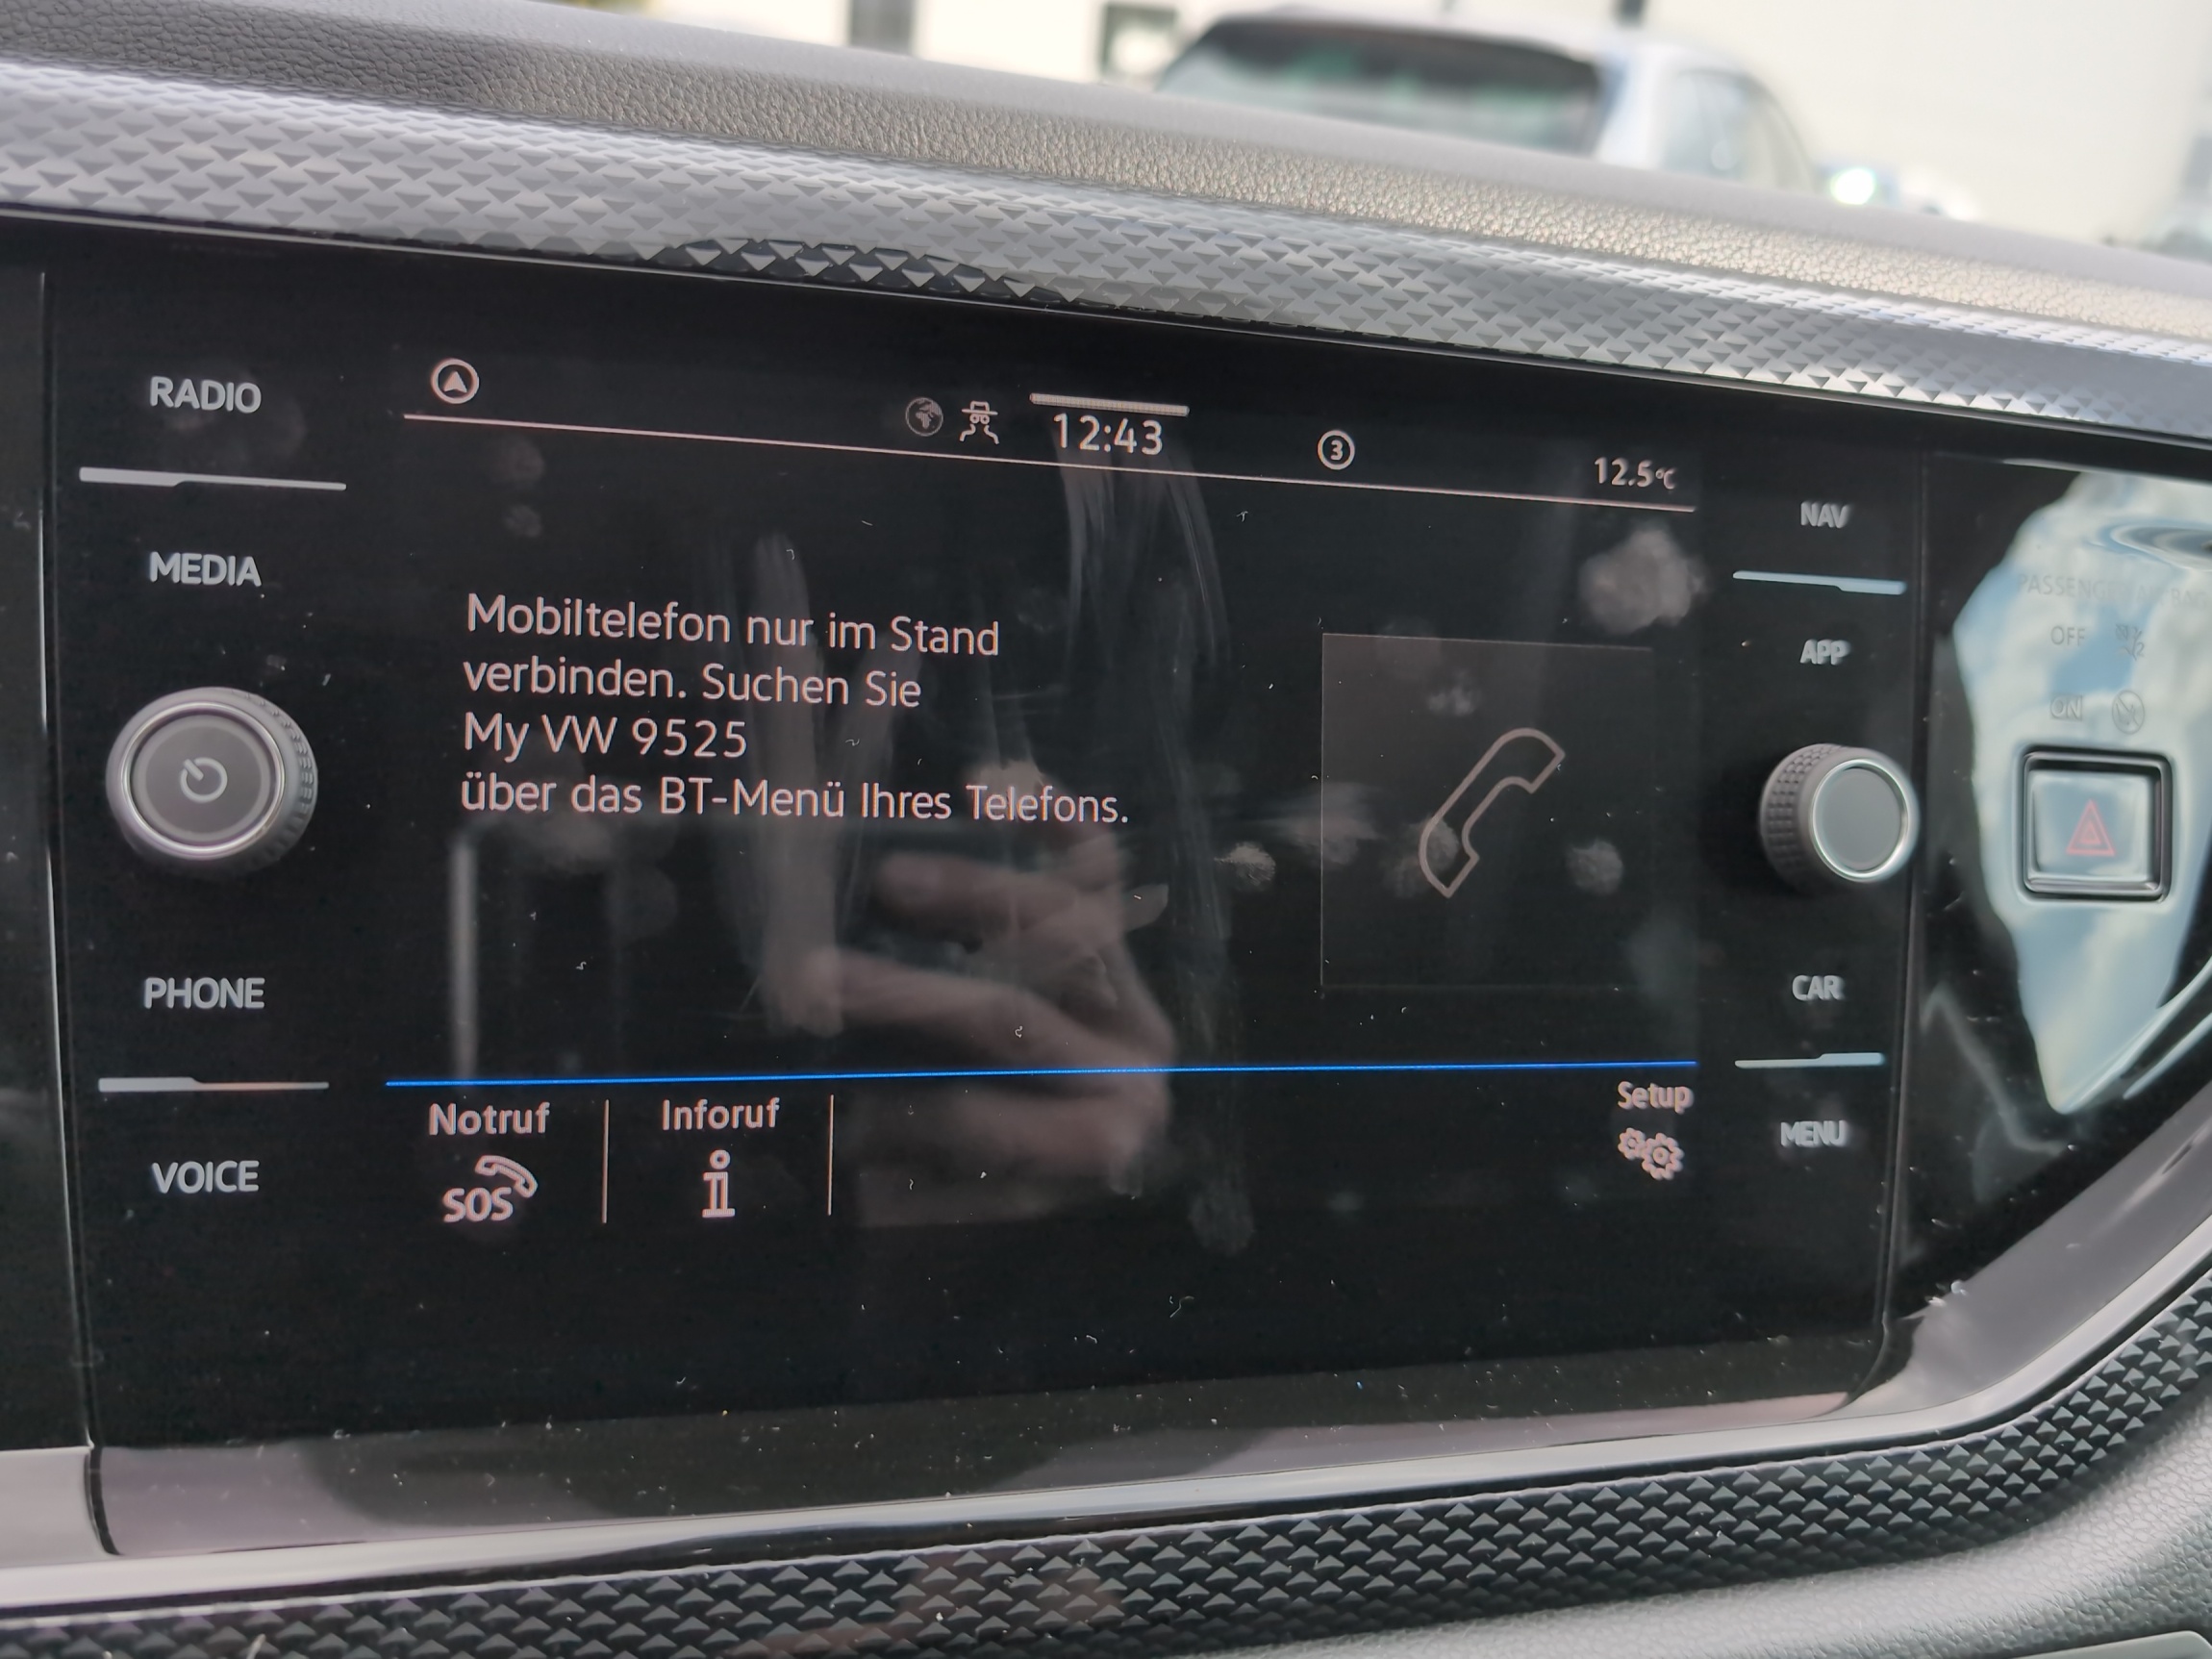 RADIO
MEDIA
PHONE
VOICE
12:43
3
12.5°C
Mobiltelefon nur im Stand
verbinden. Suchen Sie
My VW 9525
über das BT-Menü Ihres Telefons.
Notruf
SOS
Inforuf
i
Setup
NAV
APP
CAR
MENU
OFF
ON